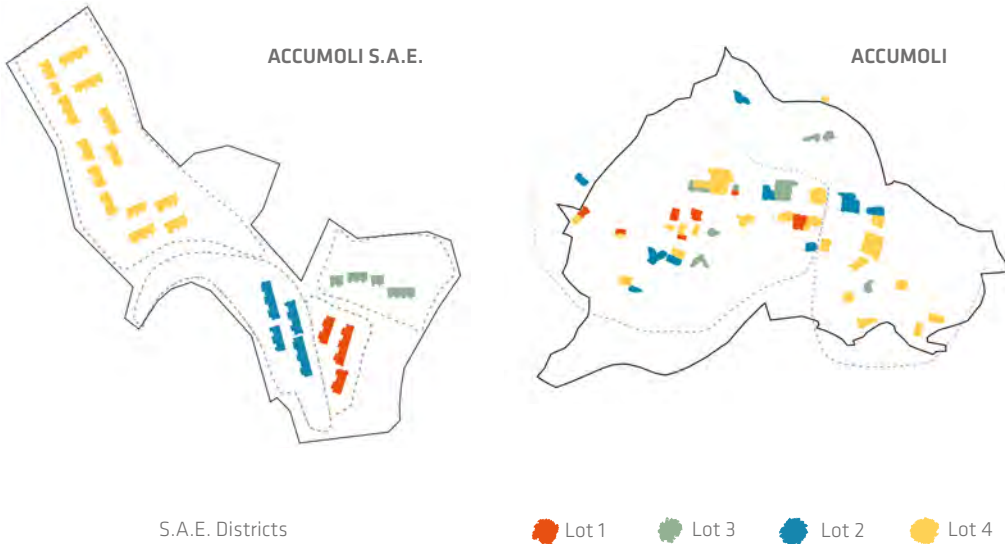 ACCUMOLI S.A.E.
ACCUMOLI
S.A.E. Districts
Lot 1
Lot 3
Lot 2
Lot 4